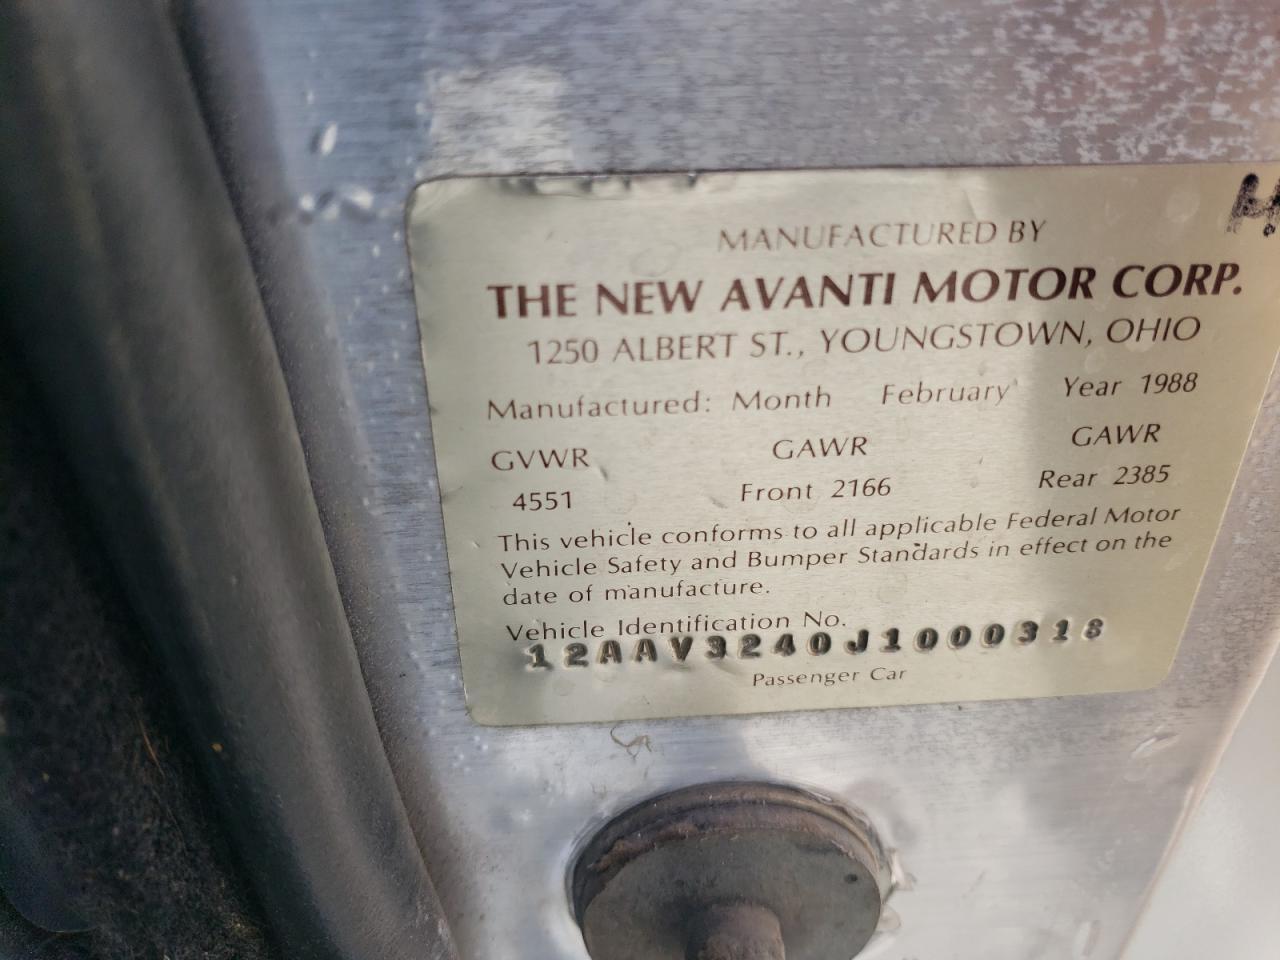 MANUFACTURED BY
THE NEW AVANTI MOTOR CORP.
1250 ALBERT ST., YOUNGSTOWN, OHIO
Manufactured: Month February Year 1988
GVWR GAWR GAWR
4551 Front 2166 Rear 2385
This vehicle conforms to all applicable Federal Motor
Vehicle Safety and Bumper Standards in effect on the
date of manufacture.
Vehicle Identification No.
12AAV3240J1000318
Passenger Car